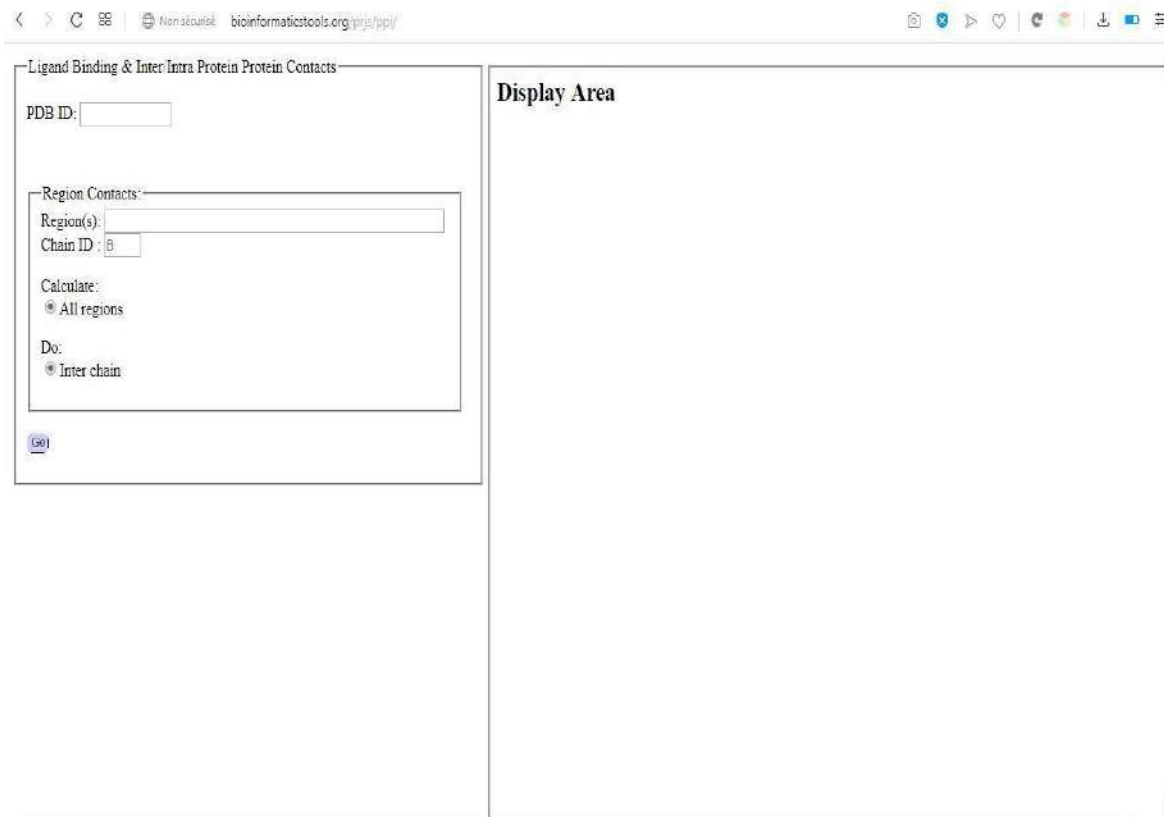 Non sécurisé bioinformaticstools.org/prjs/ppi/
Ligand Binding & Inter/Intra Protein Protein Contacts
PDB ID:
Region Contacts:
Region(s):
Chain ID : B
Calculate:
All regions
Do:
Inter chain
Go
Display Area